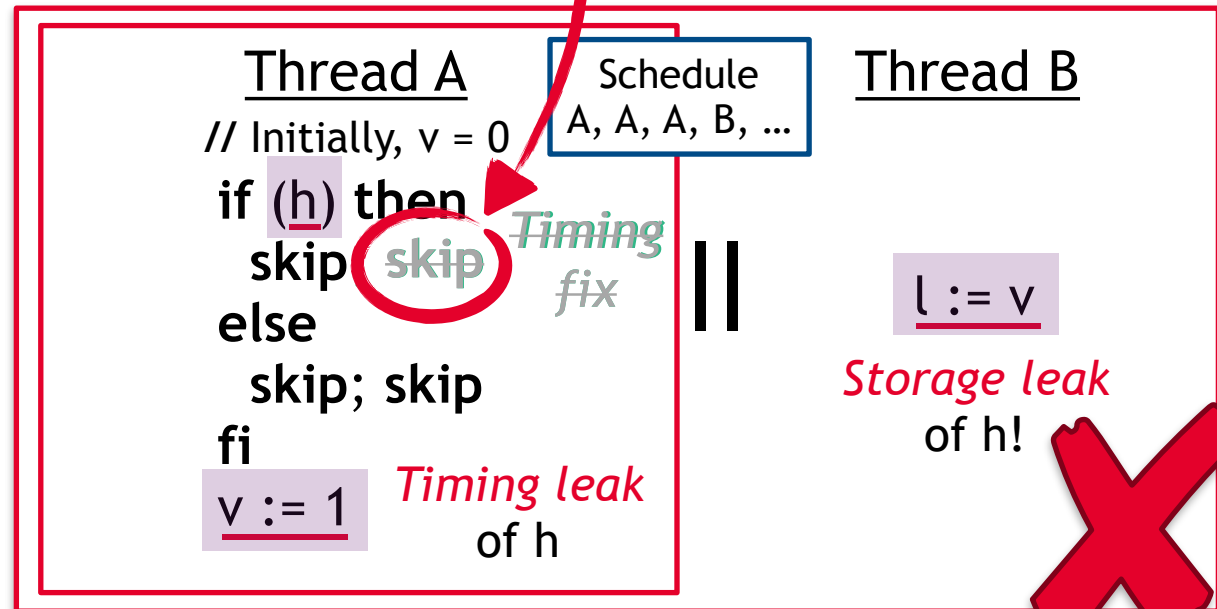 Thread A
// Initially, v = 0
if (h) then
skip skip
else
skip; skip
fi
v := 1
Timing
fix
Timing leak
of h
Schedule
A, A, A, B, …
||
Thread B
l := v
Storage leak
of h!